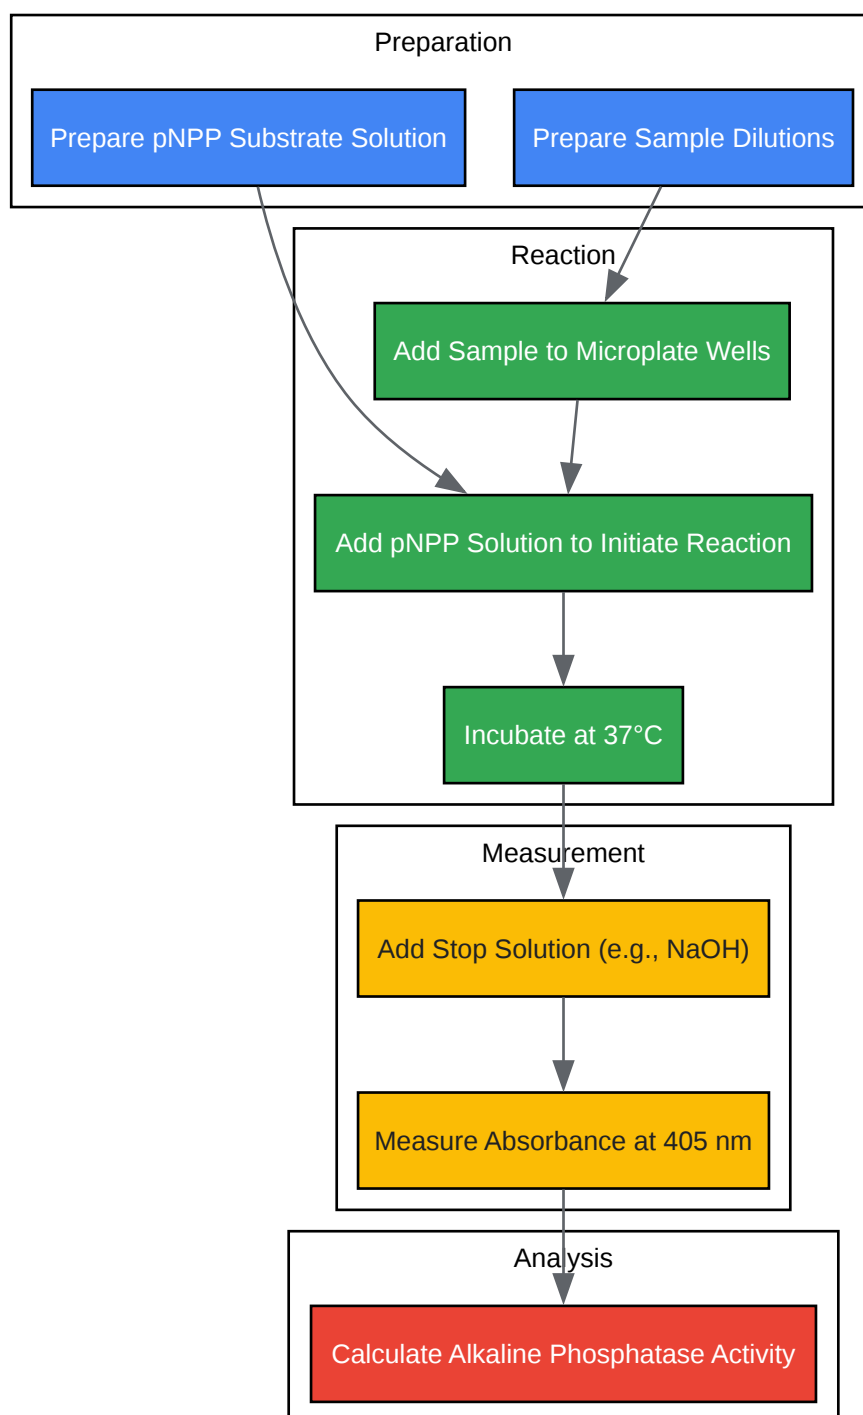 Preparation
Prepare pNPP Substrate Solution
Prepare Sample Dilutions
Reaction
Add Sample to Microplate Wells
Add pNPP Solution to Initiate Reaction
Incubate at 37°C
Measurement
Add Stop Solution (e.g., NaOH)
Measure Absorbance at 405 nm
Analysis
Calculate Alkaline Phosphatase Activity